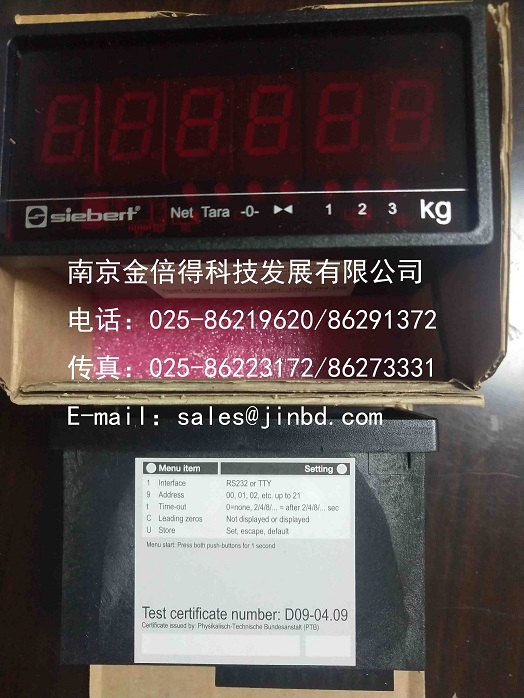 siebert
Net Tara -0- ▶◀ 1 2 3 kg
南京金倍得科技发展有限公司
电话：025-86219620/86291372
传真：025-86223172/86273331
E-mail：sales@jinbd.com
Menu item Setting
1 Interface RS232 or TTY
9 Address 00, 01, 02, etc. up to 21
t Time-out 0=none, 2/4/8/... = after 2/4/8/... sec
C Leading zeros Not displayed or displayed
U Store Set, escape, default
Menu start: Press both push-buttons for 1 second
Test certificate number: D09-04.09
Certificate issued by: Physikalisch-Technische Bundesanstalt (PTB)